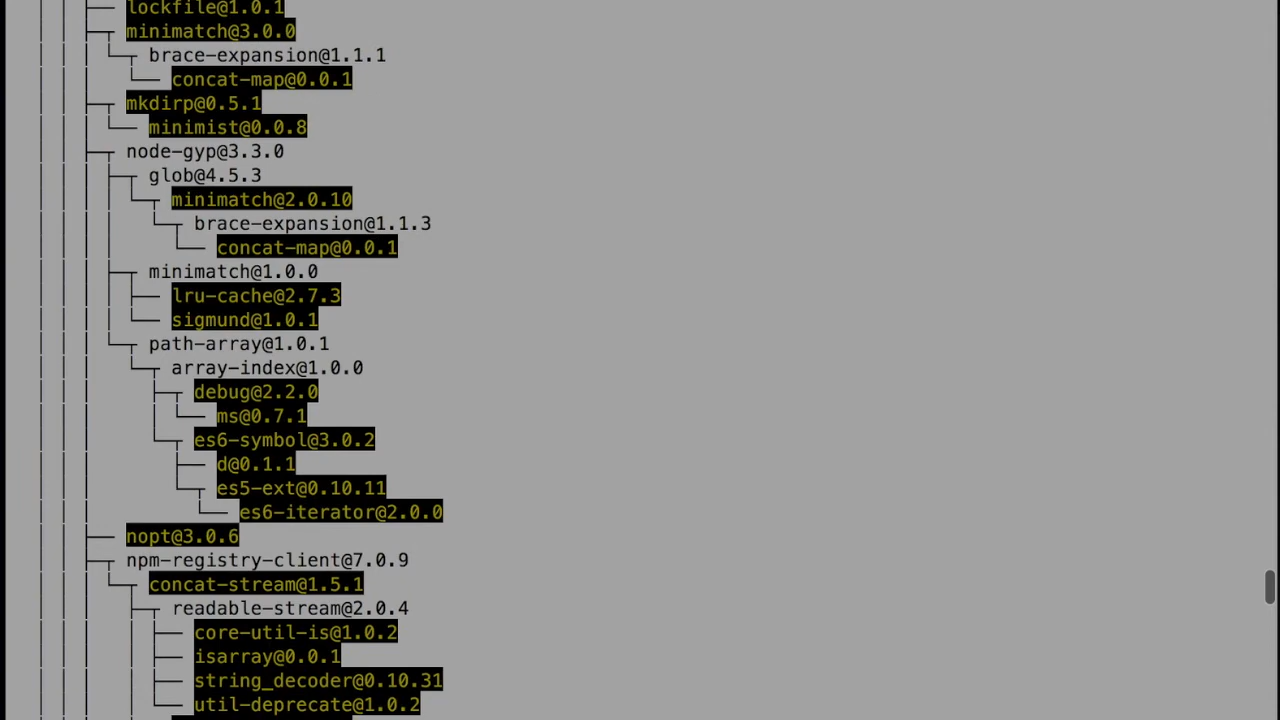 lockfile@1.0.1
minimatch@3.0.0
brace-expansion@1.1.1
concat-map@0.0.1
mkdirp@0.5.1
minimist@0.0.8
node-gyp@3.3.0
glob@4.5.3
minimatch@2.0.10
brace-expansion@1.1.3
concat-map@0.0.1
minimatch@1.0.0
lru-cache@2.7.3
sigmund@1.0.1
path-array@1.0.1
array-index@1.0.0
debug@2.2.0
ms@0.7.1
es6-symbol@3.0.2
d@0.1.1
es5-ext@0.10.11
es6-iterator@2.0.0
nopt@3.0.6
npm-registry-client@7.0.9
concat-stream@1.5.1
readable-stream@2.0.4
core-util-is@1.0.2
isarray@0.0.1
string_decoder@0.10.31
util-deprecate@1.0.2